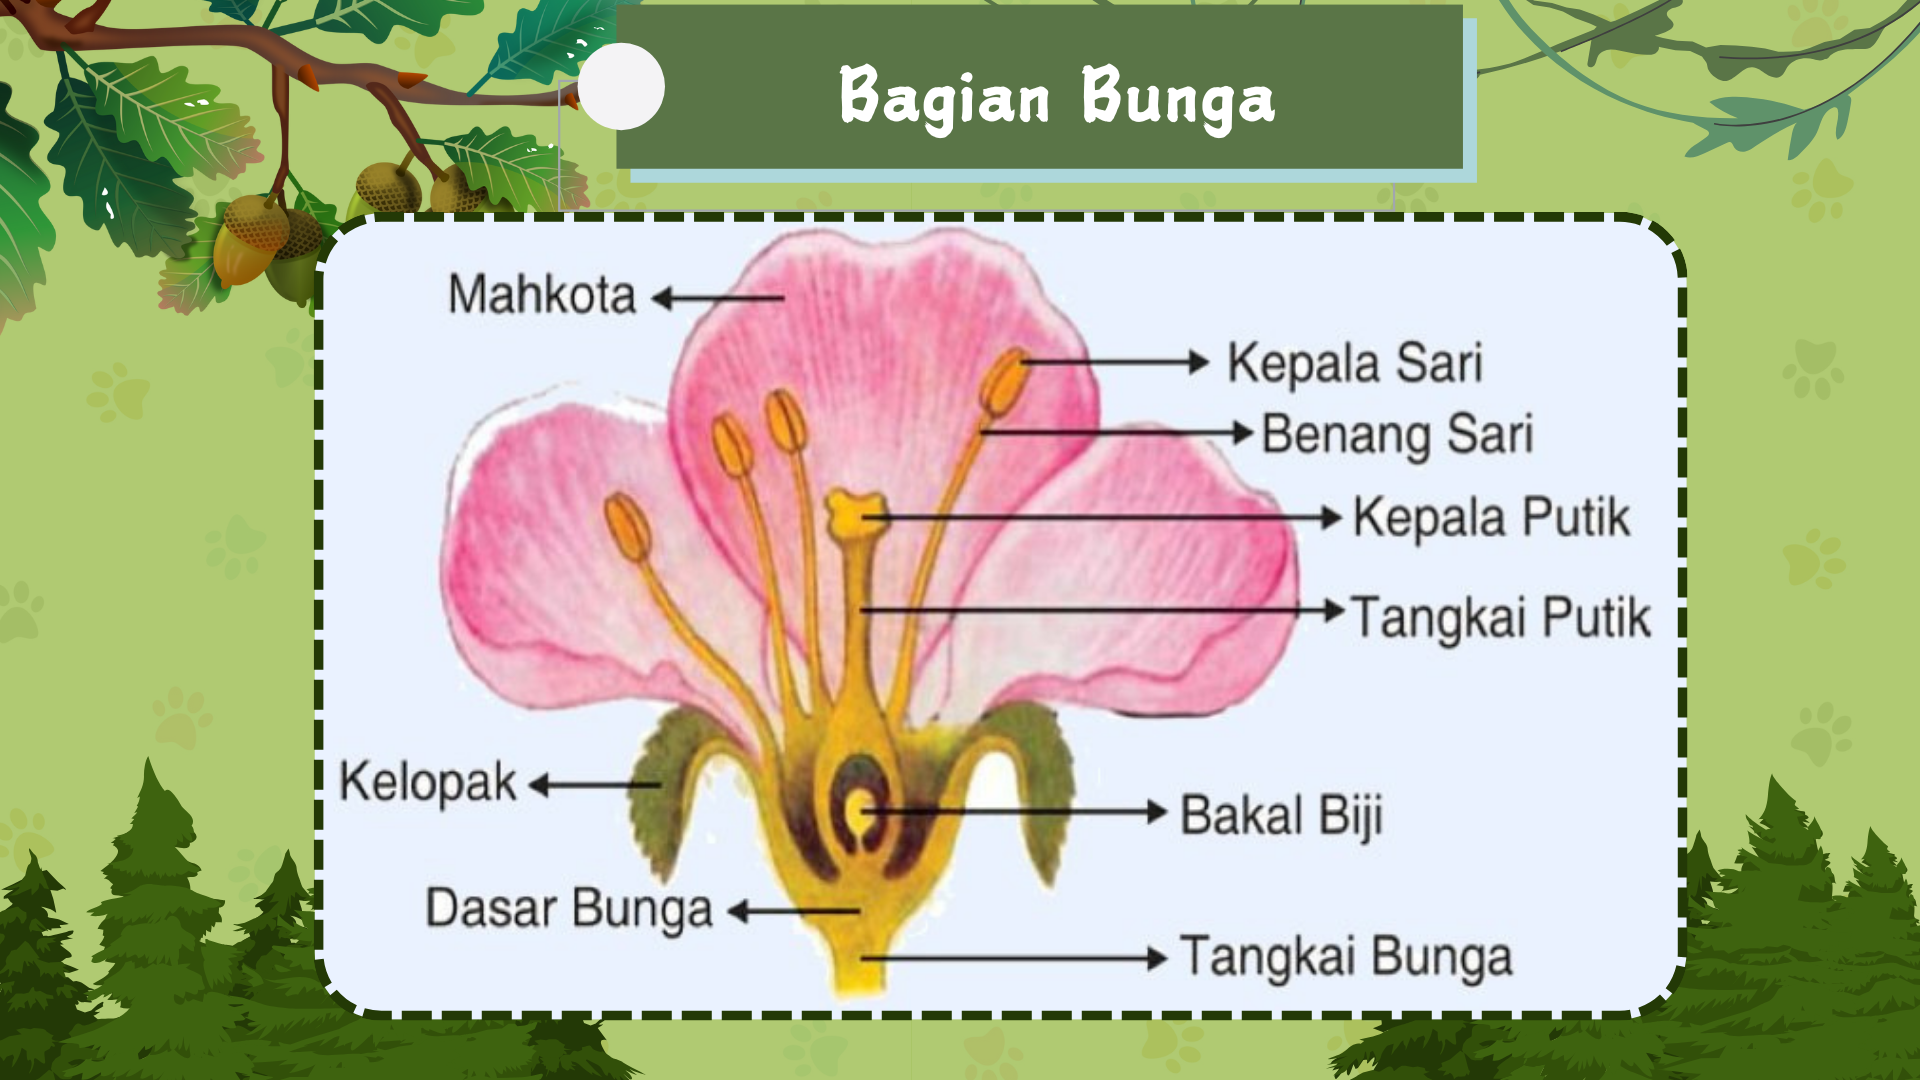 Bagian Bunga
Mahkota
Kepala Sari
Benang Sari
Kepala Putik
Tangkai Putik
Kelopak
Bakal Biji
Dasar Bunga
Tangkai Bunga